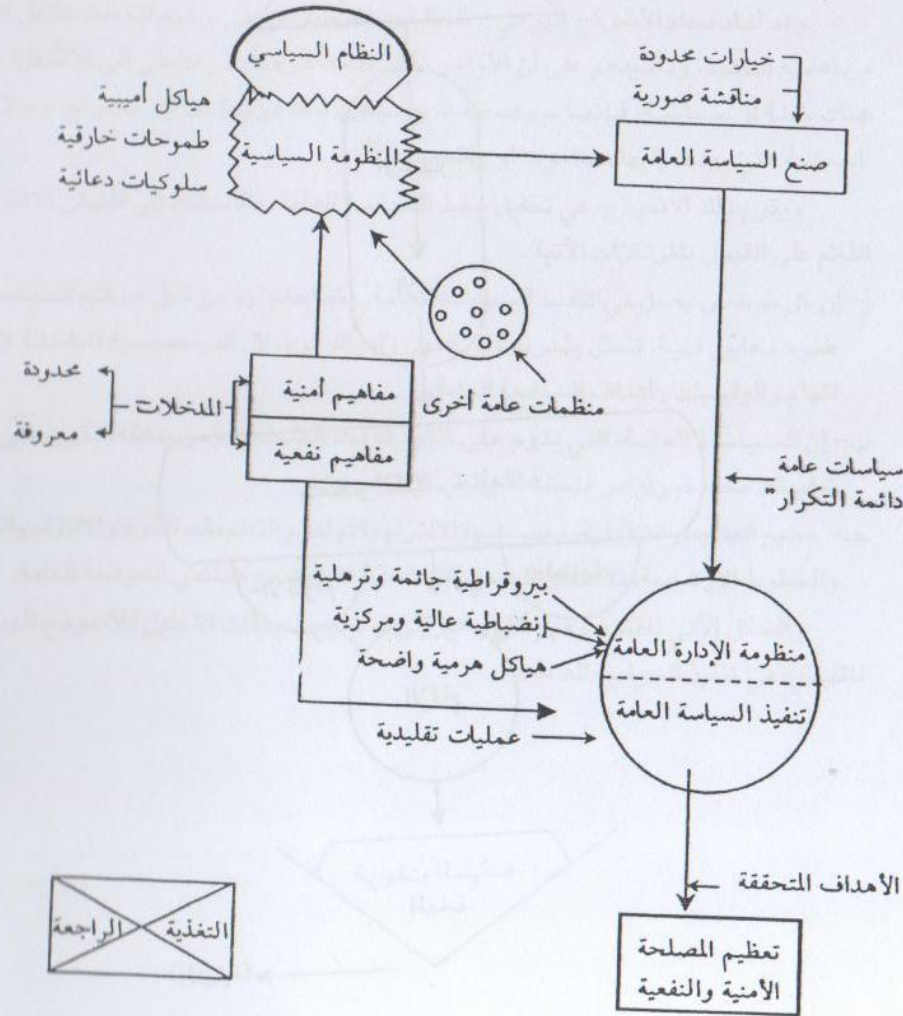 النظام السياسي
خيارات محدودة
مناقشة صورية
هياكل أميبية
طموحات خارقية
سلوكيات دعائية
المنظومة السياسية
صنع السياسة العامة
محدودة
معروفة
المدخلات
مفاهيم أمنية
مفاهيم نفعية
منظمات عامة أخرى
سياسات عامة
دائمة التكرار
بيروقراطية جاثمة وترهلية
إنضباطية عالية ومركزية
هياكل هرمية واضحة
منظومة الإدارة العامة
تنفيذ السياسة العامة
عمليات تقليدية
الأهداف المتحققة
التغذية الراجعة
تعظيم المصلحة
الأمنية والنفعية